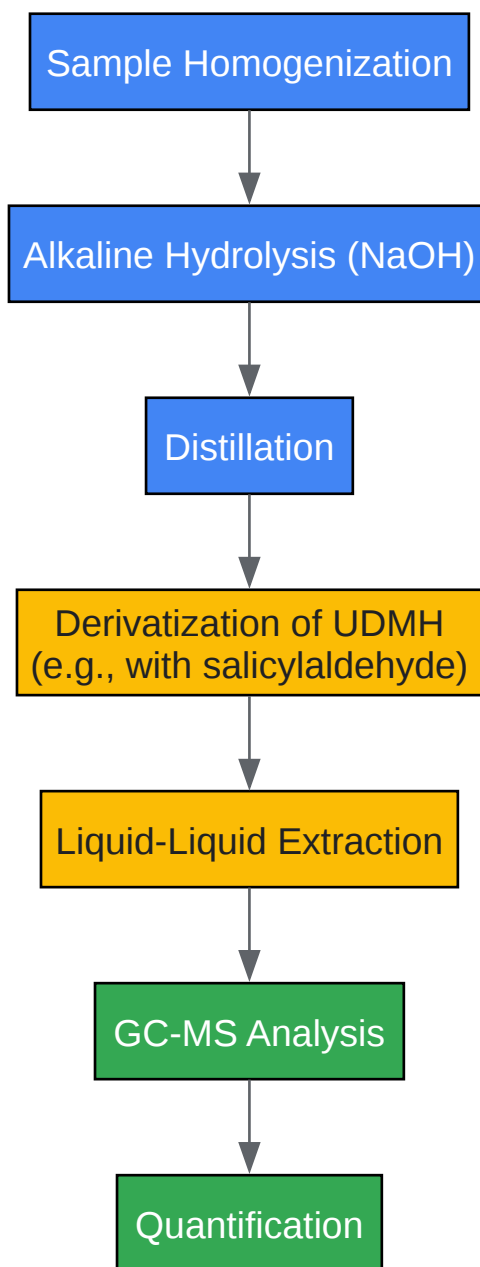 Sample Homogenization
Alkaline Hydrolysis (NaOH)
Distillation
Derivatization of UDMH
(e.g., with salicylaldehyde)
Liquid-Liquid Extraction
GC-MS Analysis
Quantification